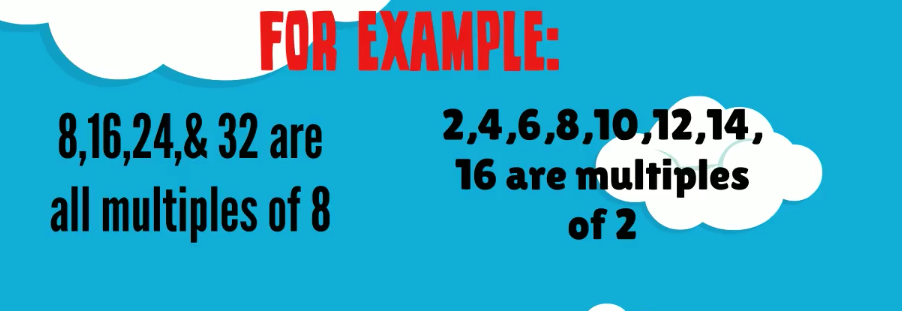 FOR EXAMPLE:
8,16,24,& 32 are
all multiples of 8
2,4,6,8,10,12,14,
16 are multiples
of 2